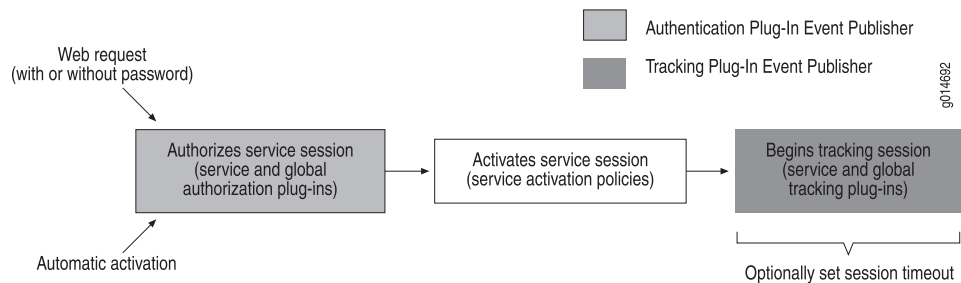 Authentication Plug-In Event Publisher
Tracking Plug-In Event Publisher
g014692
Web request
(with or without password)
Authorizes service session
(service and global
authorization plug-ins)
Activates service session
(service activation policies)
Begins tracking session
(service and global
tracking plug-ins)
Automatic activation
Optionally set session timeout